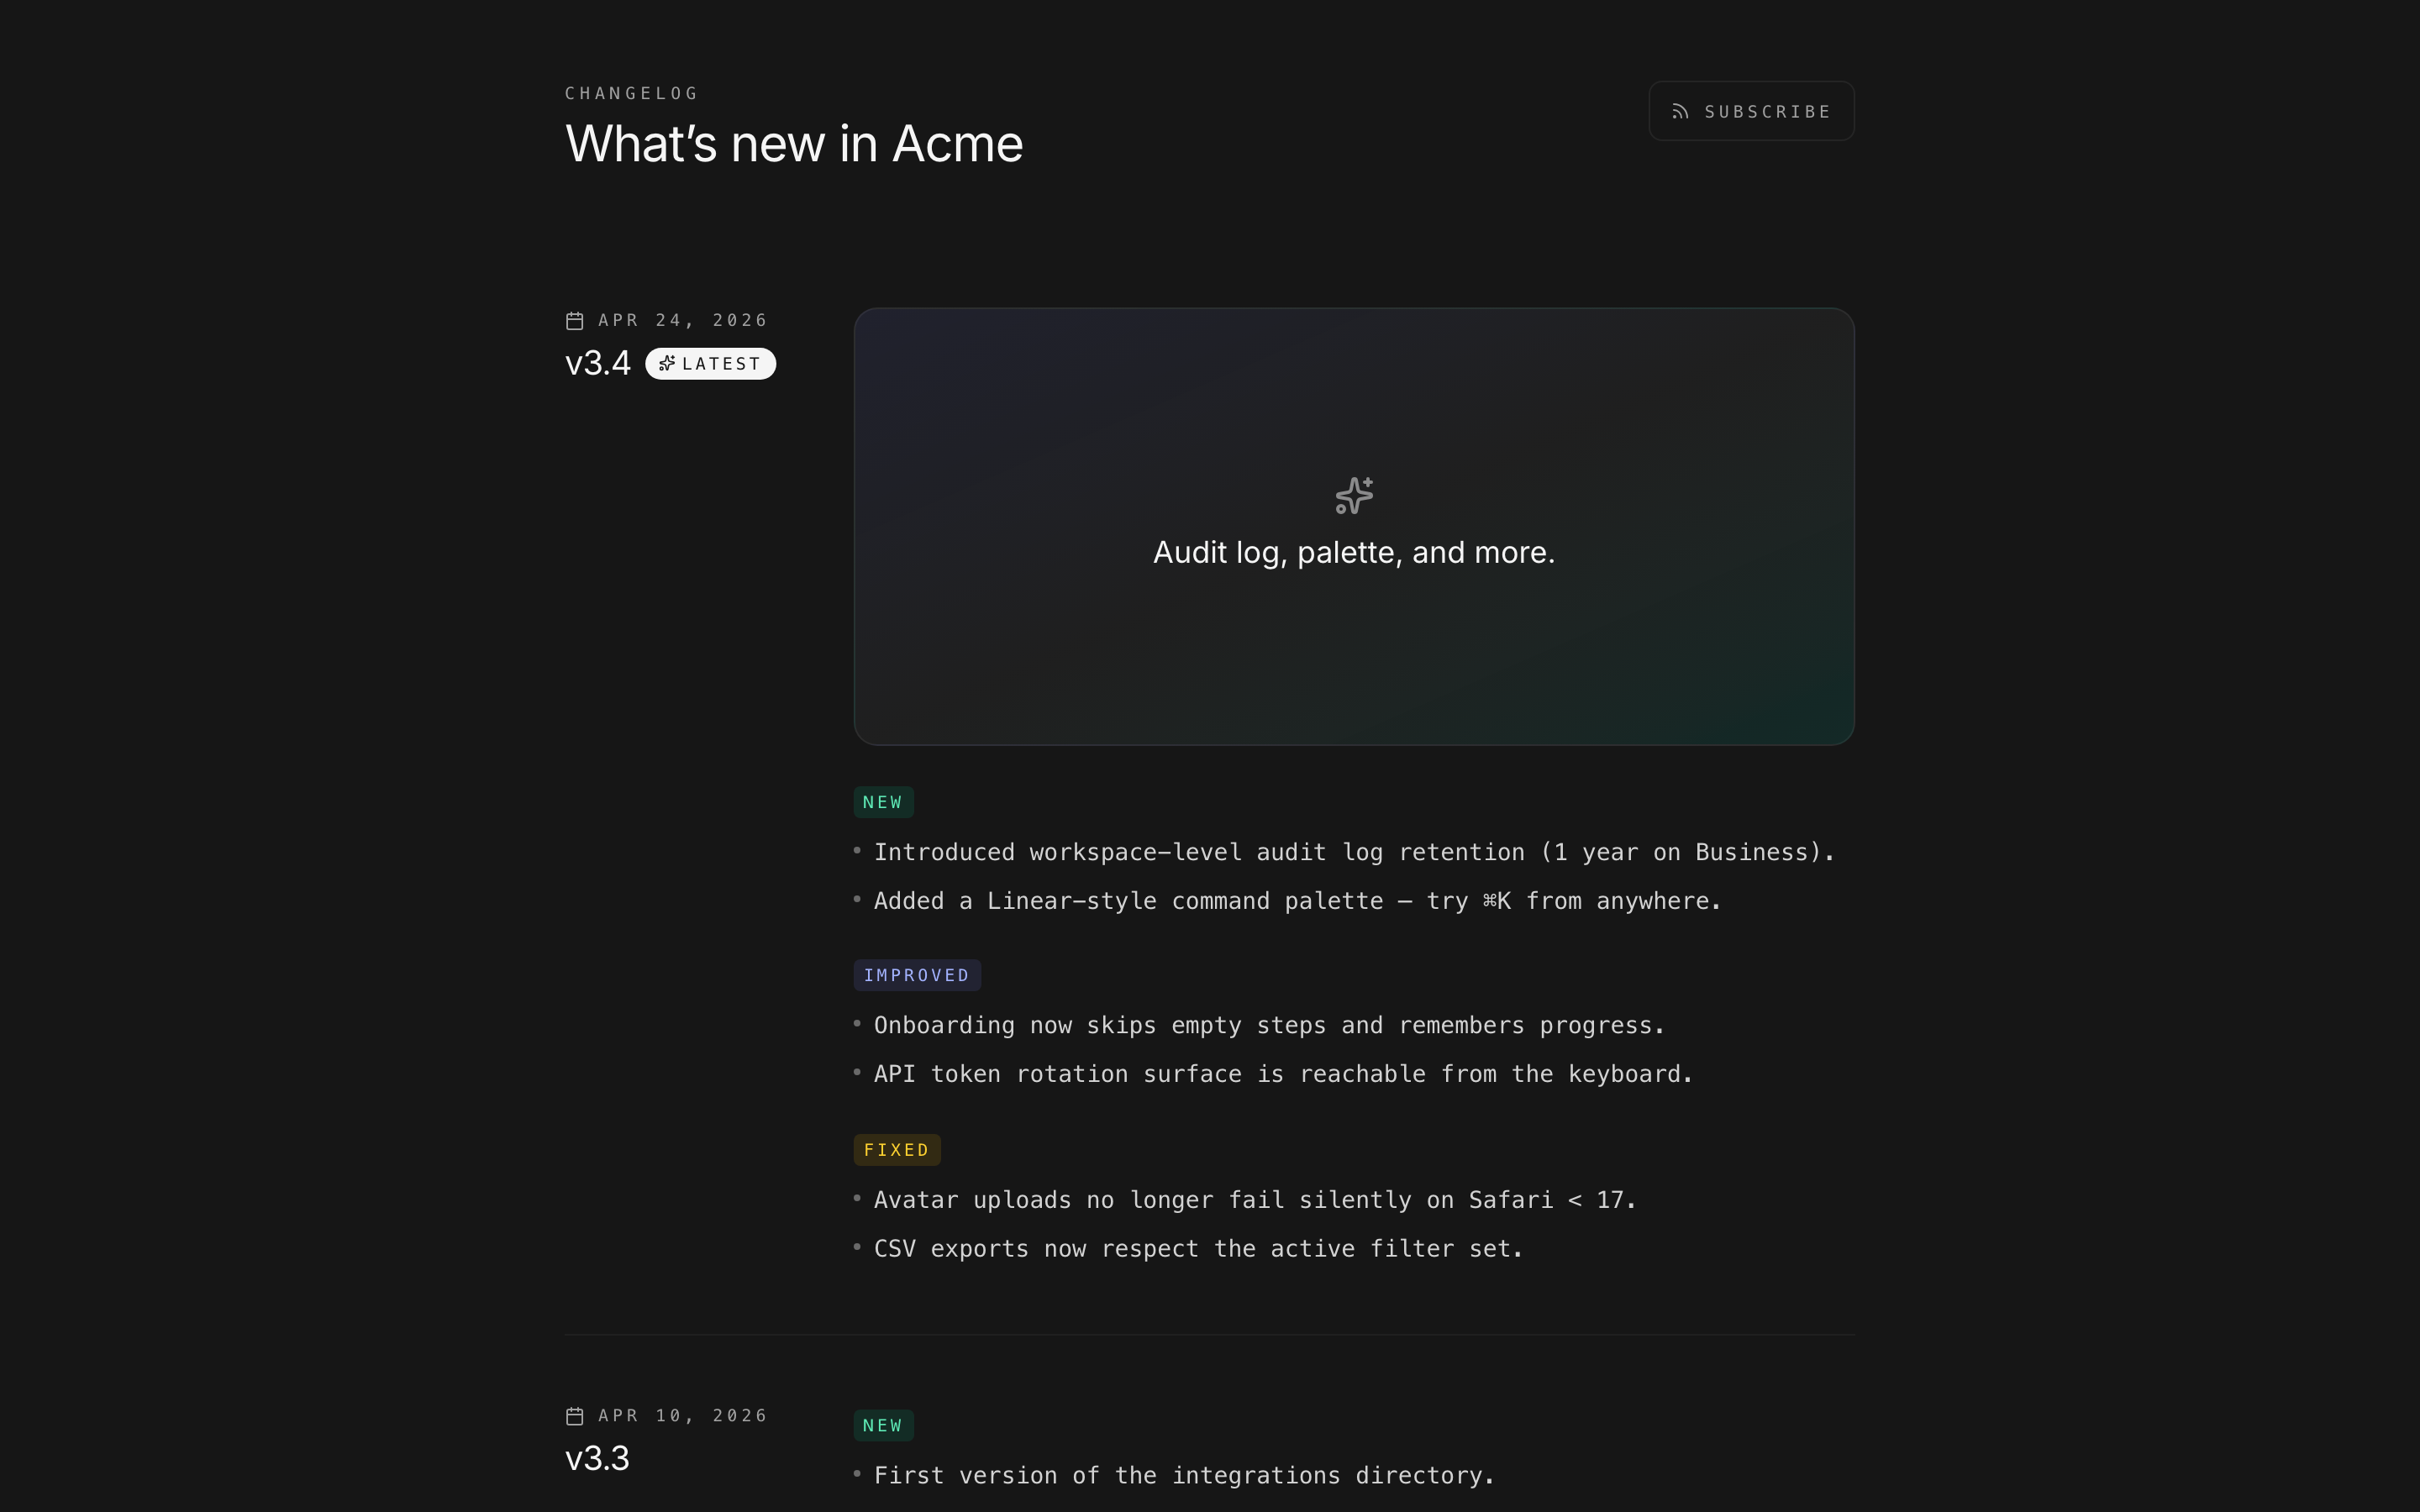 CHANGELOG
What’s new in Acme
SUBSCRIBE
APR 24, 2026
v3.4 LATEST
Audit log, palette, and more.
NEW
• Introduced workspace-level audit log retention (1 year on Business).
• Added a Linear-style command palette — try ⌘K from anywhere.
IMPROVED
• Onboarding now skips empty steps and remembers progress.
• API token rotation surface is reachable from the keyboard.
FIXED
• Avatar uploads no longer fail silently on Safari < 17.
• CSV exports now respect the active filter set.
APR 10, 2026
v3.3
NEW
• First version of the integrations directory.